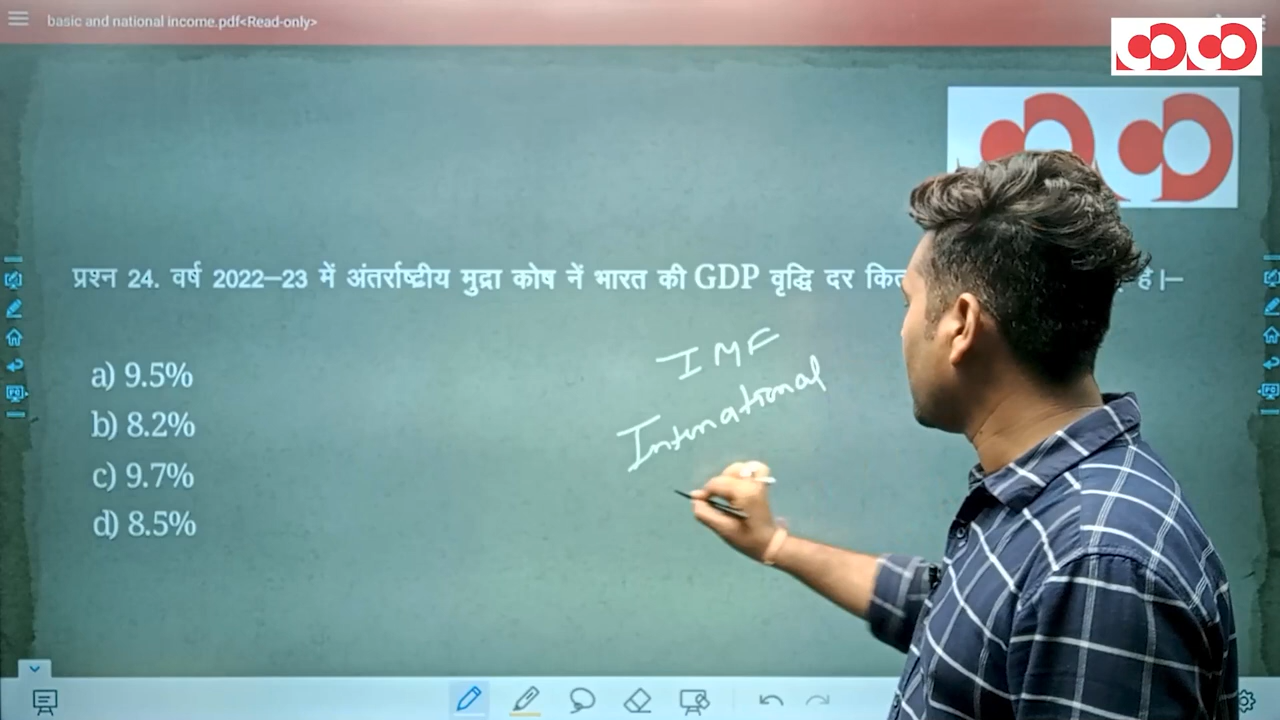 basic and national income.pdf<Read-only>
प्रश्न 24. वर्ष 2022–23 में अंतर्राष्टीय मुद्रा कोष नें भारत की GDP वृद्धि दर है।–
a) 9.5%
b) 8.2%
c) 9.7%
d) 8.5%
IMF
International